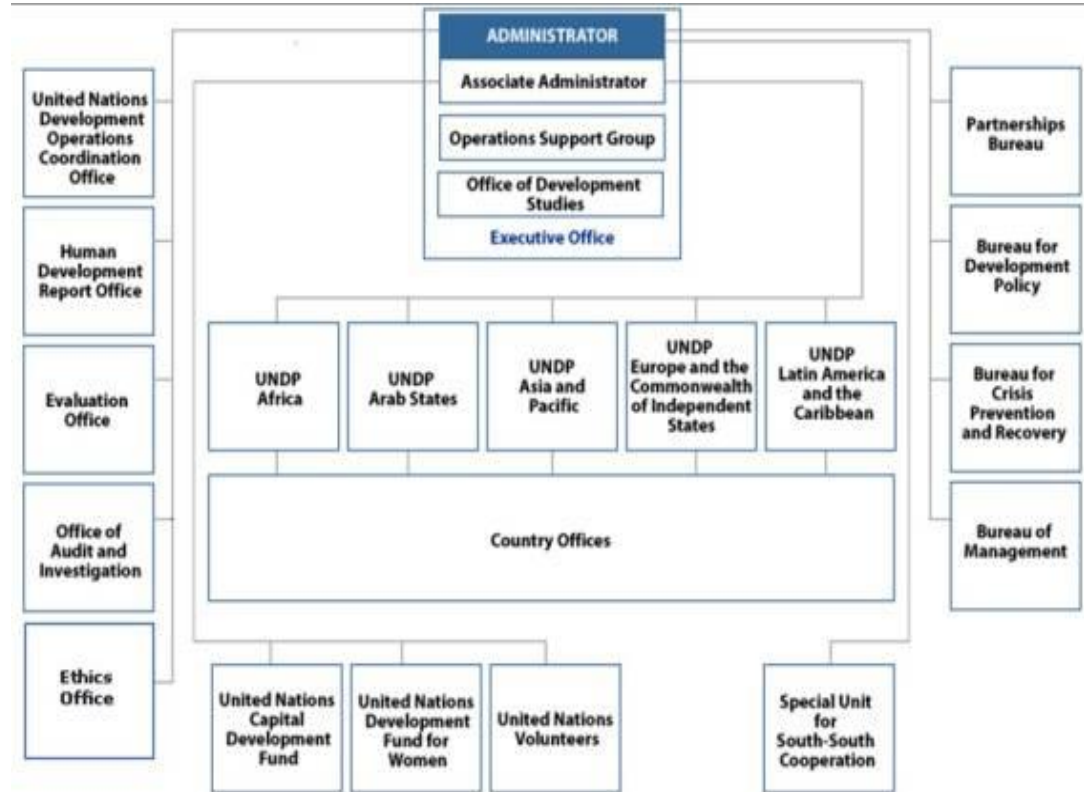 ADMINISTRATOR
Associate Administrator
Operations Support Group
Office of Development
Studies
Executive Office
United Nations
Development
Operations
Coordination
Office
Human
Development
Report Office
Evaluation
Office
Office of
Audit and
Investigation
Ethics
Office
Partnerships
Bureau
Bureau for
Development
Policy
Bureau for
Crisis
Prevention
and Recovery
Bureau of
Management
UNDP
Africa
UNDP
Arab States
UNDP
Asia and
Pacific
UNDP
Europe and the
Commonwealth
of Independent
States
UNDP
Latin America
and the
Caribbean
Country Offices
United Nations
Capital
Development
Fund
United Nations
Development
Fund for
Women
United Nations
Volunteers
Special Unit
for
South-South
Cooperation